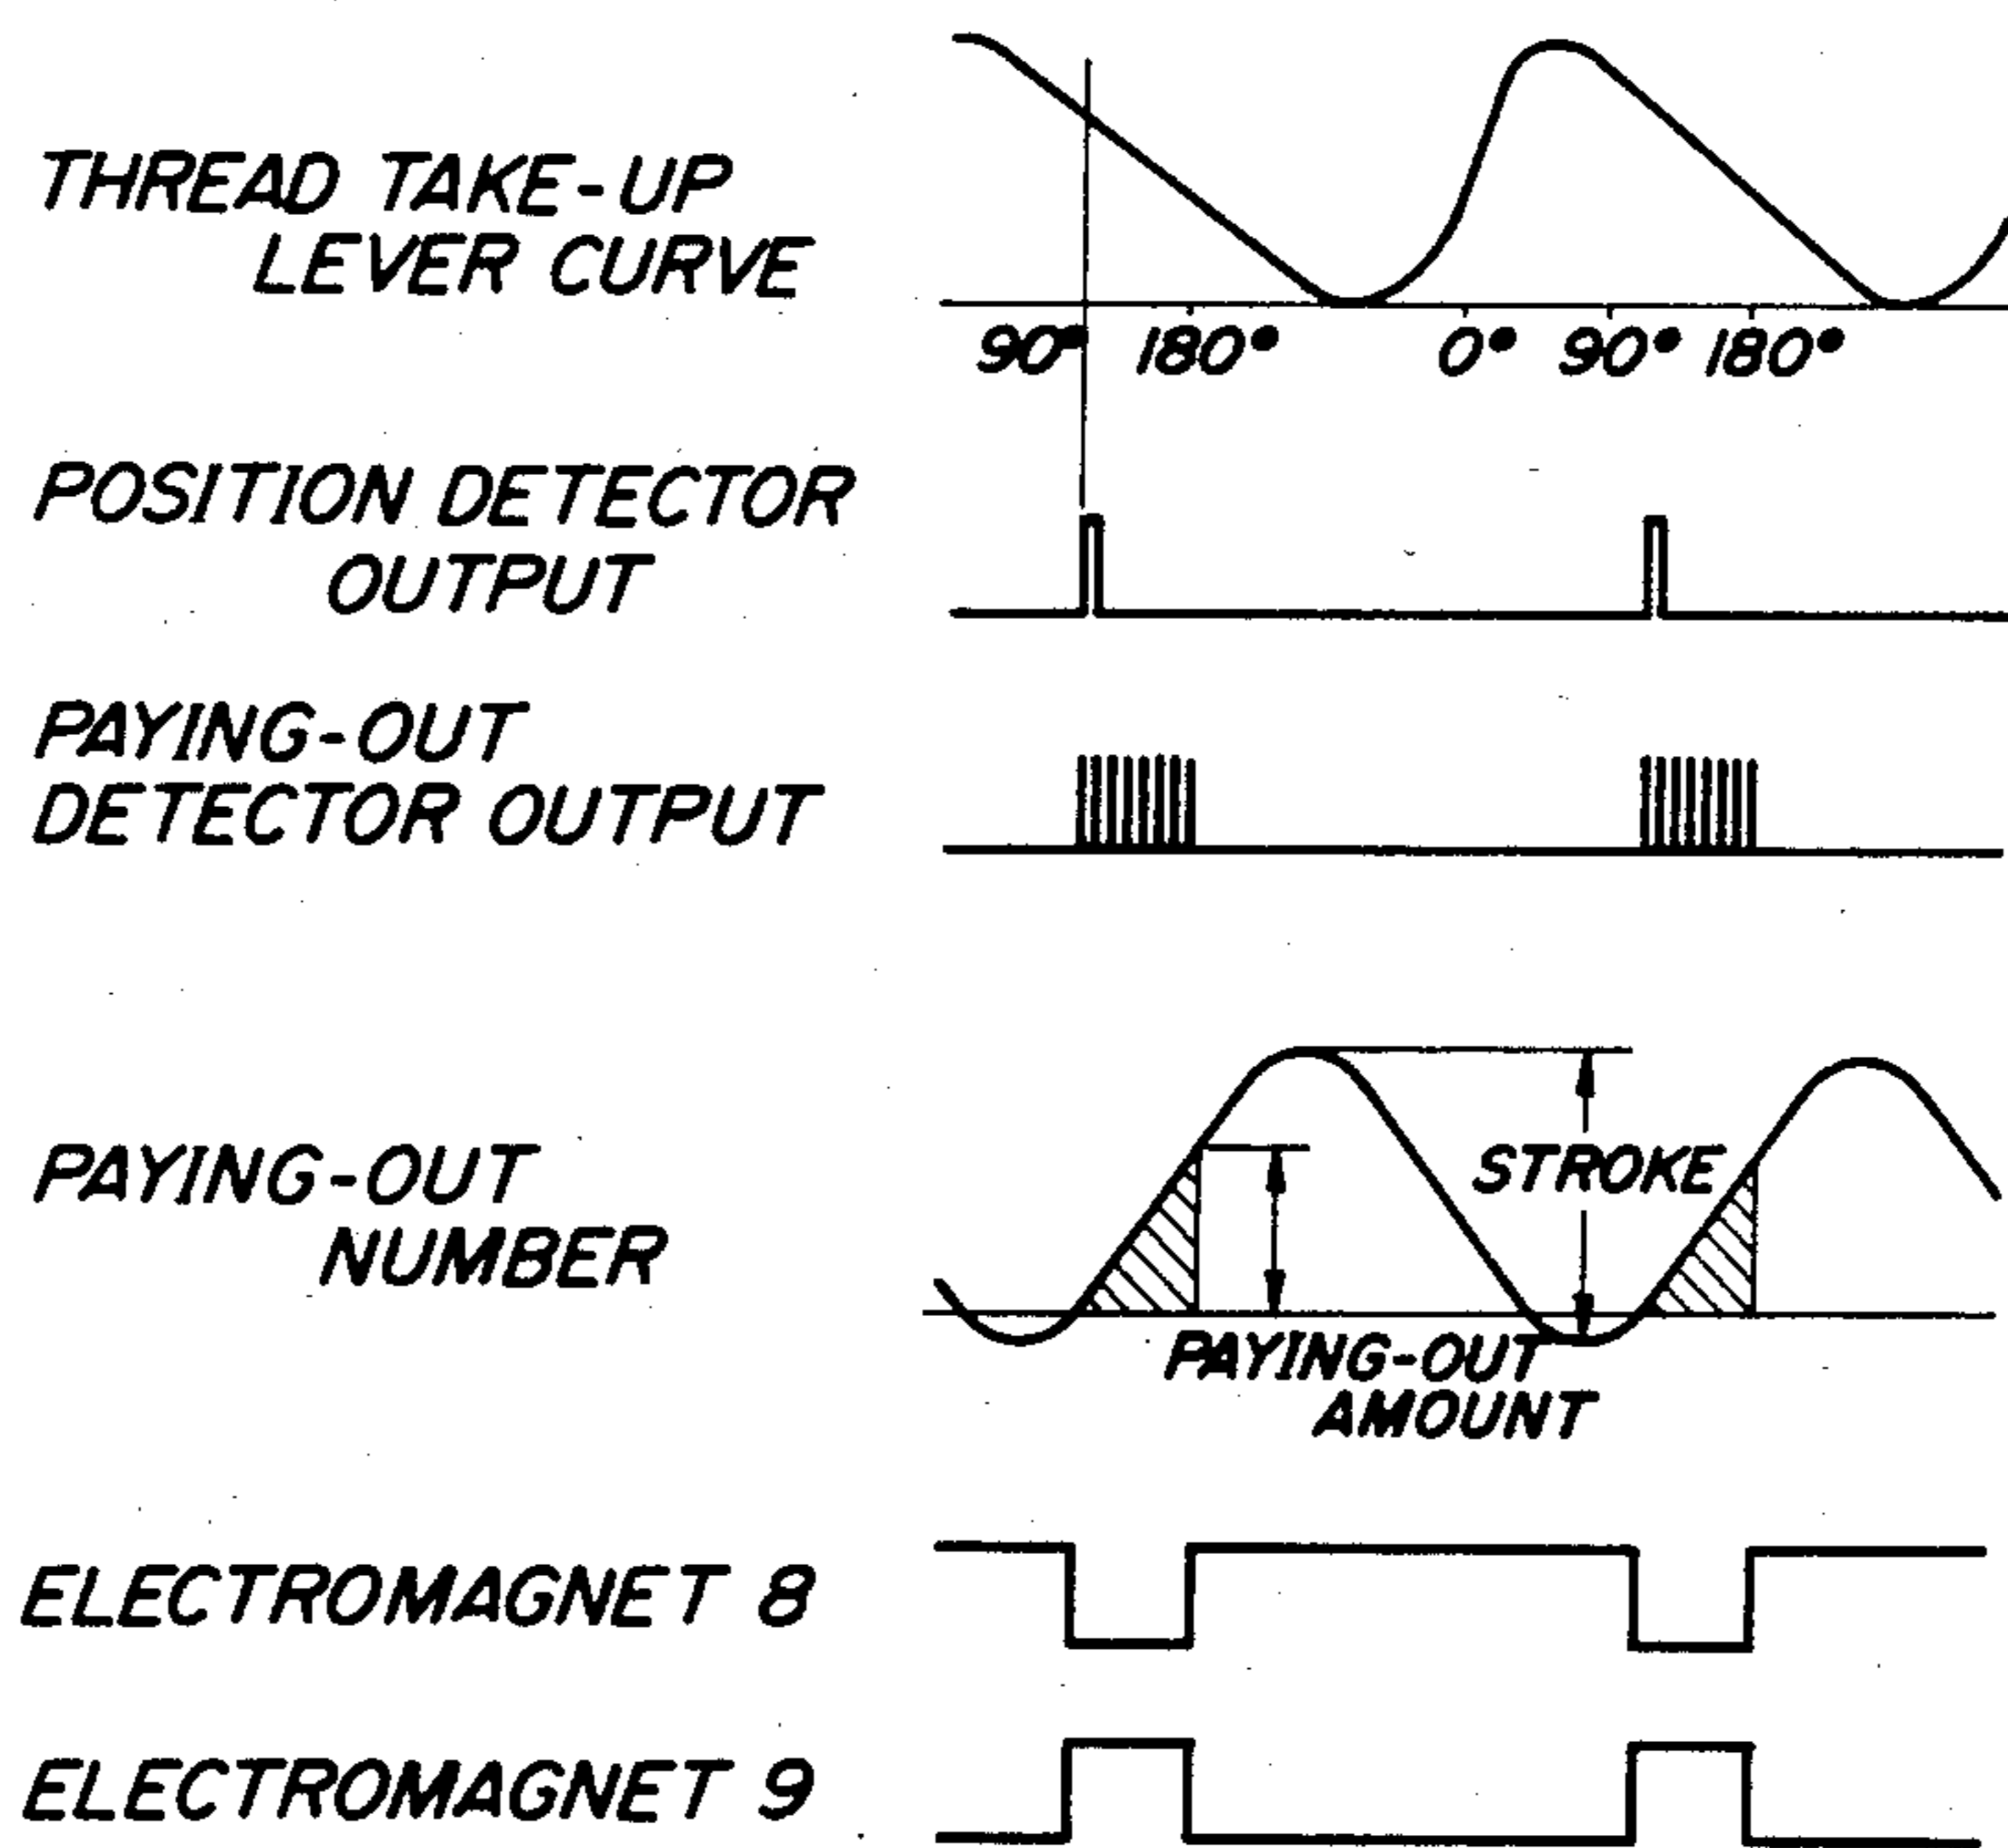 THREAD TAKE-UP
LEVER CURVE
90° 180° 0° 90° 180°
POSITION DETECTOR
OUTPUT
PAYING-OUT
DETECTOR OUTPUT
PAYING-OUT
NUMBER
STROKE
PAYING-OUT
AMOUNT
ELECTROMAGNET 8
ELECTROMAGNET 9